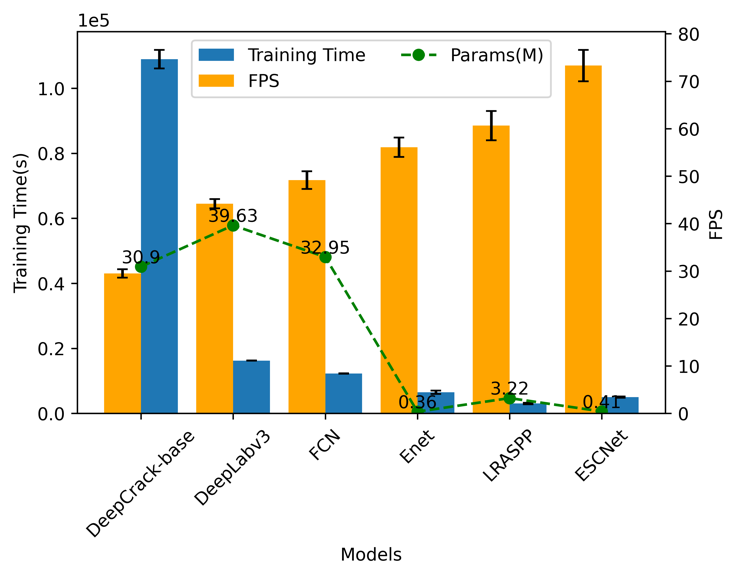 1e5
Training Time
FPS
Params(M)
Training Time(s)
1.0
0.8
0.6
0.4
0.2
0.0
80
70
60
50
40
30
20
10
0
FPS
30.9
39.63
32.95
0.36
3.22
0.41
DeepCrack-base
DeepLabv3
FCN
Enet
LRASPP
ESCNet
Models